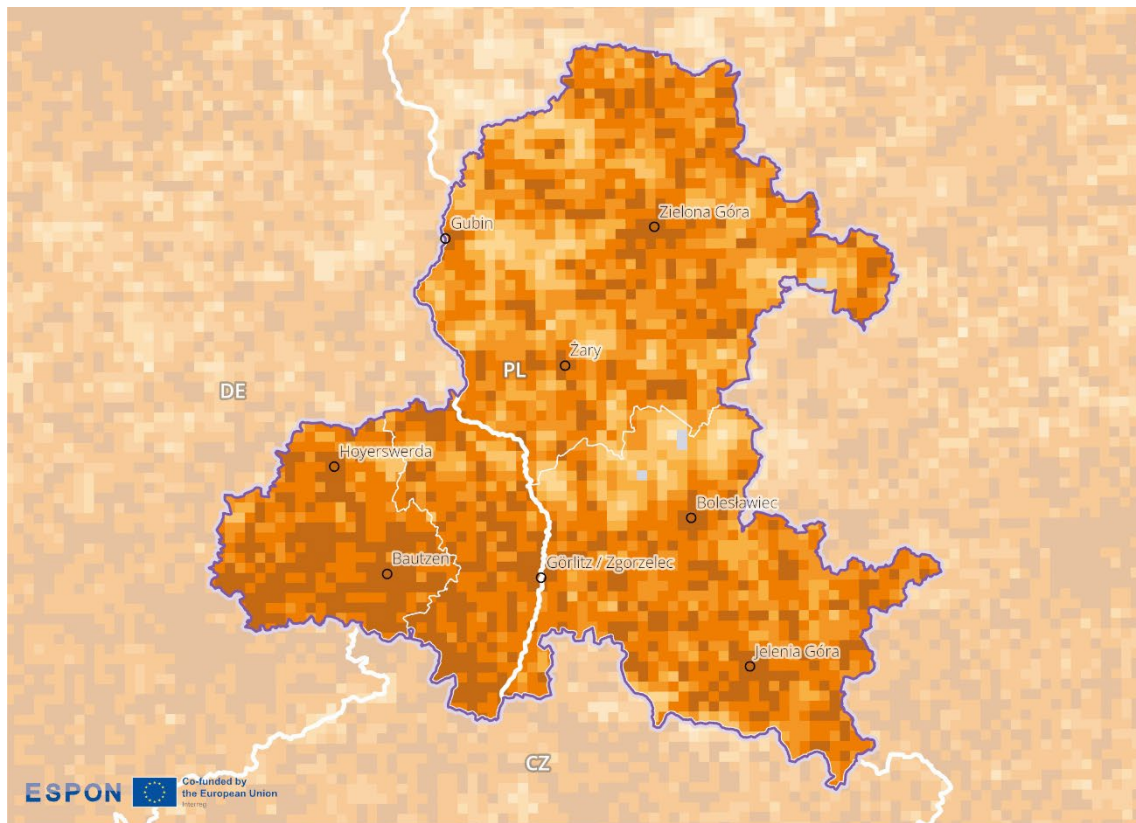 Gubin
Zielona Góra
Żary
PL
DE
Hoyerswerda
Bolesławiec
Bautzen
Görlitz / Zgorzelec
Jelenia Góra
CZ
ESPON
Co-funded by
the European Union
Interreg